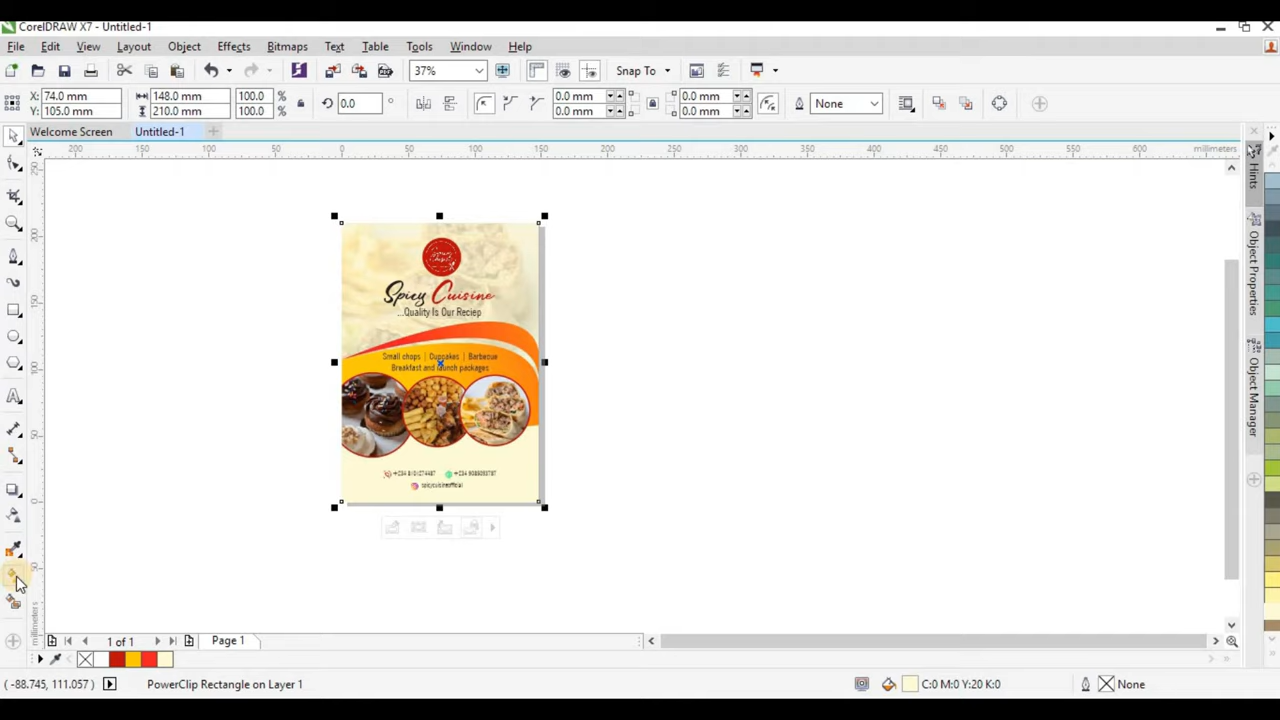 CorelDRAW X7 - Untitled-1
File Edit View Layout Object Effects Bitmaps Text Table Tools Window Help
37% Snap To
X: 74.0 mm 148.0 mm 100.0 % 0.0 ° 0.0 mm 0.0 mm None
Y: 105.0 mm 210.0 mm 100.0 % 0.0 mm 0.0 mm
Welcome Screen Untitled-1
200 150 100 50 0 50 100 150 200 250 300 350 400 450 500 550 600 millimeters
Hints
Object Properties
Object Manager
Spicy Cuisine
...Quality Is Our Reciep
Small chops | Cupcakes | Barbecue
Breakfast and launch packages
spicycuisineofficial
millimeters
1 of 1 Page 1
( -88.745, 111.057 ) PowerClip Rectangle on Layer 1 C:0 M:0 Y:20 K:0 None